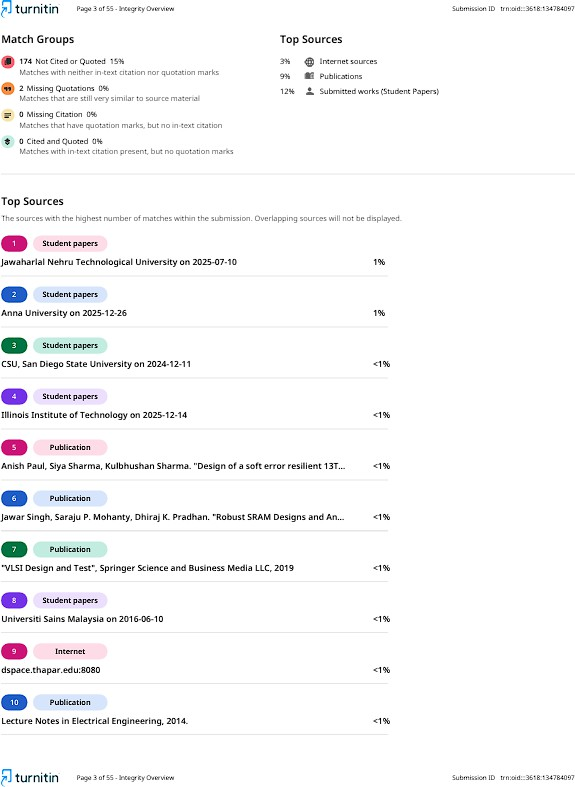 turnitin Page 3 of 55 - Integrity Overview Submission ID trn:oid:::3618:134784097
Match Groups
174 Not Cited or Quoted 15%
Matches with neither in-text citation nor quotation marks
2 Missing Quotations 0%
Matches that are still very similar to source material
0 Missing Citation 0%
Matches that have quotation marks, but no in-text citation
0 Cited and Quoted 0%
Matches with in-text citation present, but no quotation marks
Top Sources
3% Internet sources
9% Publications
12% Submitted works (Student Papers)
Top Sources
The sources with the highest number of matches within the submission. Overlapping sources will not be displayed.
1 Student papers
Jawaharlal Nehru Technological University on 2025-07-10 1%
2 Student papers
Anna University on 2025-12-26 1%
3 Student papers
CSU, San Diego State University on 2024-12-11 <1%
4 Student papers
Illinois Institute of Technology on 2025-12-14 <1%
5 Publication
Anish Paul, Siya Sharma, Kulbhushan Sharma. "Design of a soft error resilient 13T... <1%
6 Publication
Jawar Singh, Saraju P. Mohanty, Dhiraj K. Pradhan. "Robust SRAM Designs and An... <1%
7 Publication
"VLSI Design and Test", Springer Science and Business Media LLC, 2019 <1%
8 Student papers
Universiti Sains Malaysia on 2016-06-10 <1%
9 Internet
dspace.thapar.edu:8080 <1%
10 Publication
Lecture Notes in Electrical Engineering, 2014. <1%
turnitin Page 3 of 55 - Integrity Overview Submission ID trn:oid:::3618:134784097